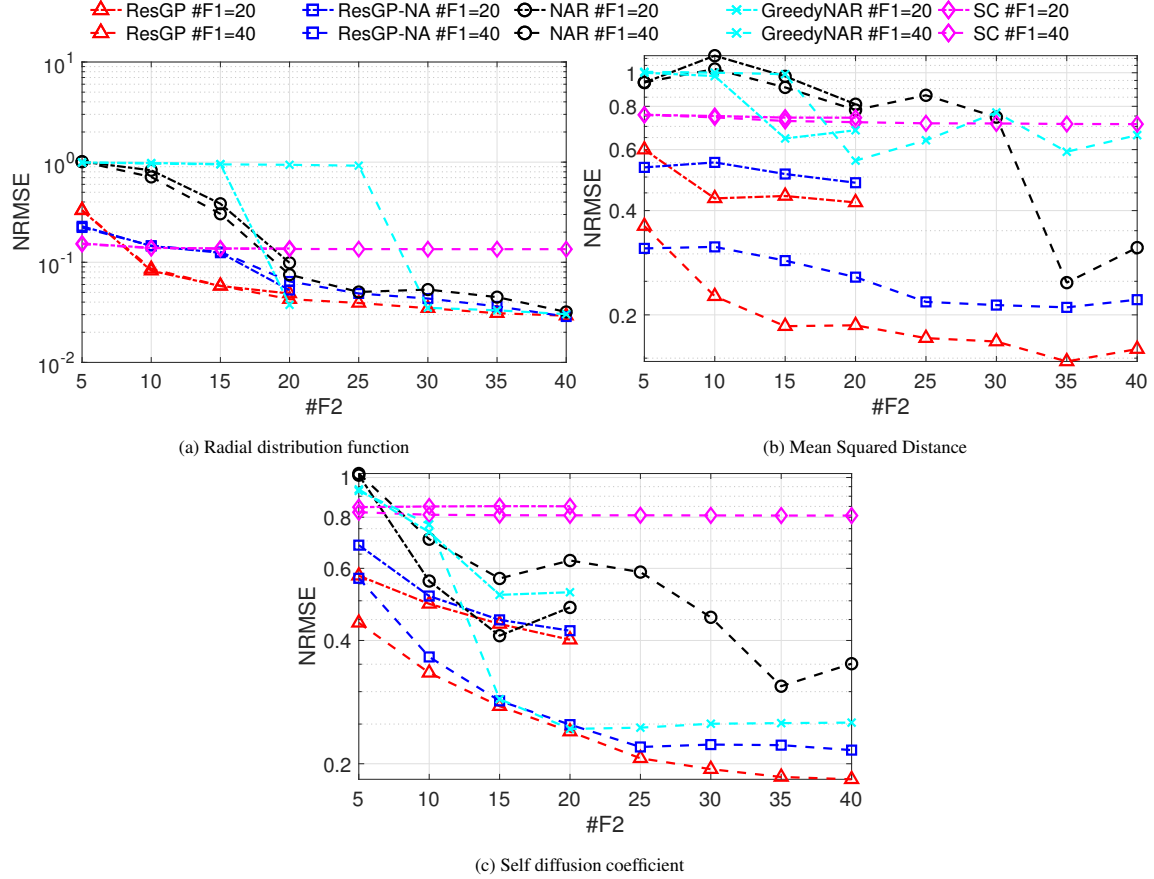 ResGP #F1=20 ResGP-NA #F1=20 NAR #F1=20 GreedyNAR #F1=20 SC #F1=20
ResGP #F1=40 ResGP-NA #F1=40 NAR #F1=40 GreedyNAR #F1=40 SC #F1=40
NRMSE
10^1
10^0
10^-1
10^-2
5 10 15 20 25 30 35 40
#F2
(a) Radial distribution function
NRMSE
1
0.8
0.6
0.4
0.2
5 10 15 20 25 30 35 40
#F2
(b) Mean Squared Distance
NRMSE
1
0.8
0.6
0.4
0.2
5 10 15 20 25 30 35 40
#F2
(c) Self diffusion coefficient